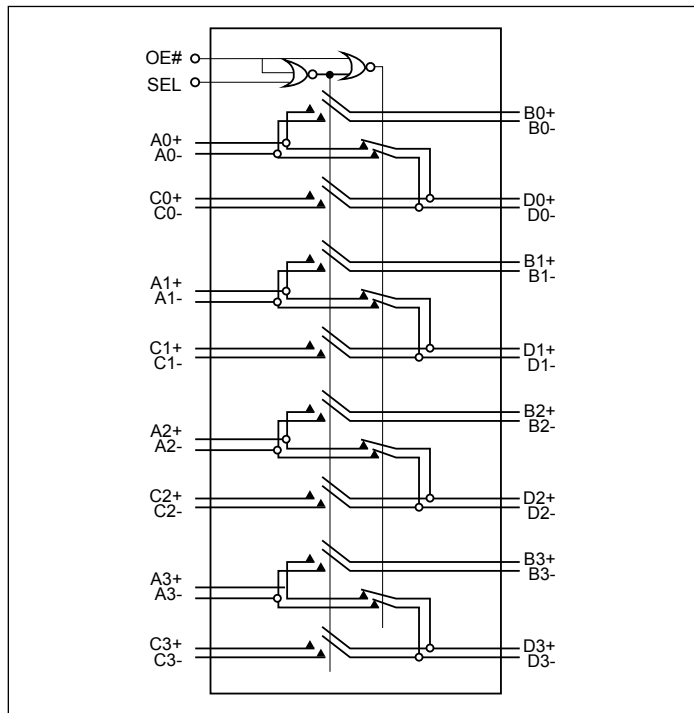 OE#
SEL
B0+
B0-
A0+
A0-
C0+
C0-
D0+
D0-
B1+
B1-
A1+
A1-
C1+
C1-
D1+
D1-
B2+
B2-
A2+
A2-
C2+
C2-
D2+
D2-
B3+
B3-
A3+
A3-
C3+
C3-
D3+
D3-